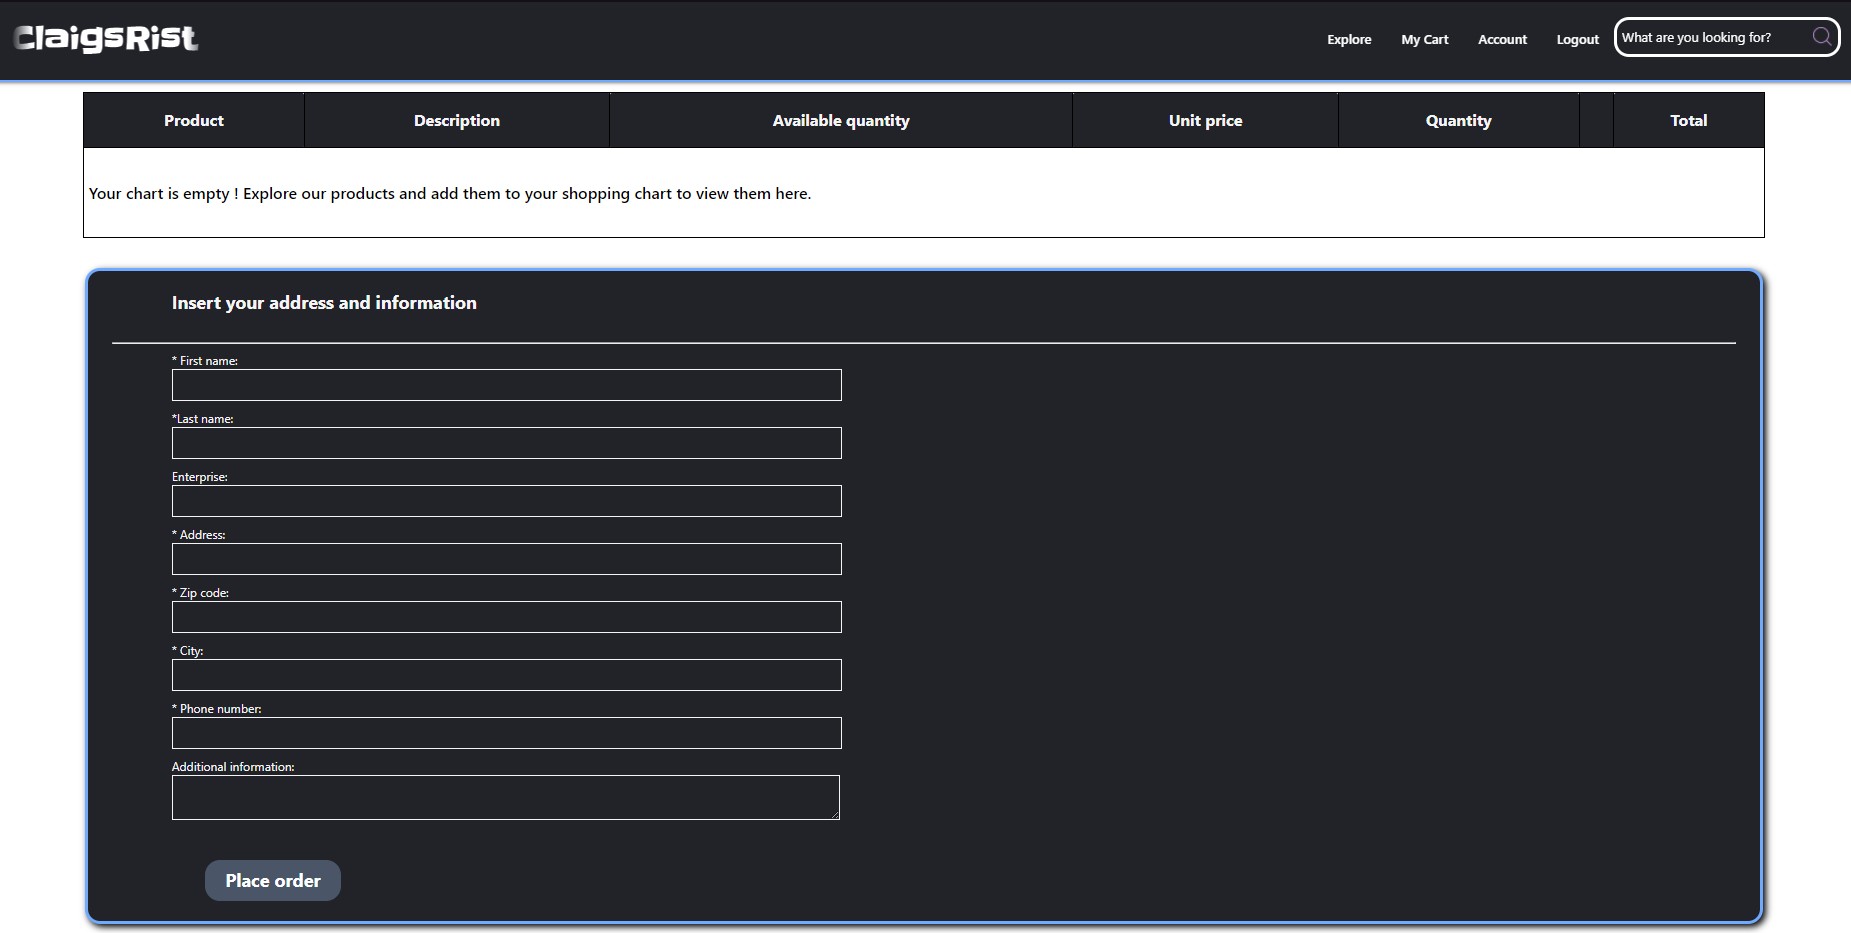 ClaigsRist
Explore My Cart Account Logout What are you looking for?
Product Description Available quantity Unit price Quantity Total
Your chart is empty ! Explore our products and add them to your shopping chart to view them here.
Insert your address and information
* First name:
*Last name:
Enterprise:
* Address:
* Zip code:
* City:
* Phone number:
Additional information:
Place order